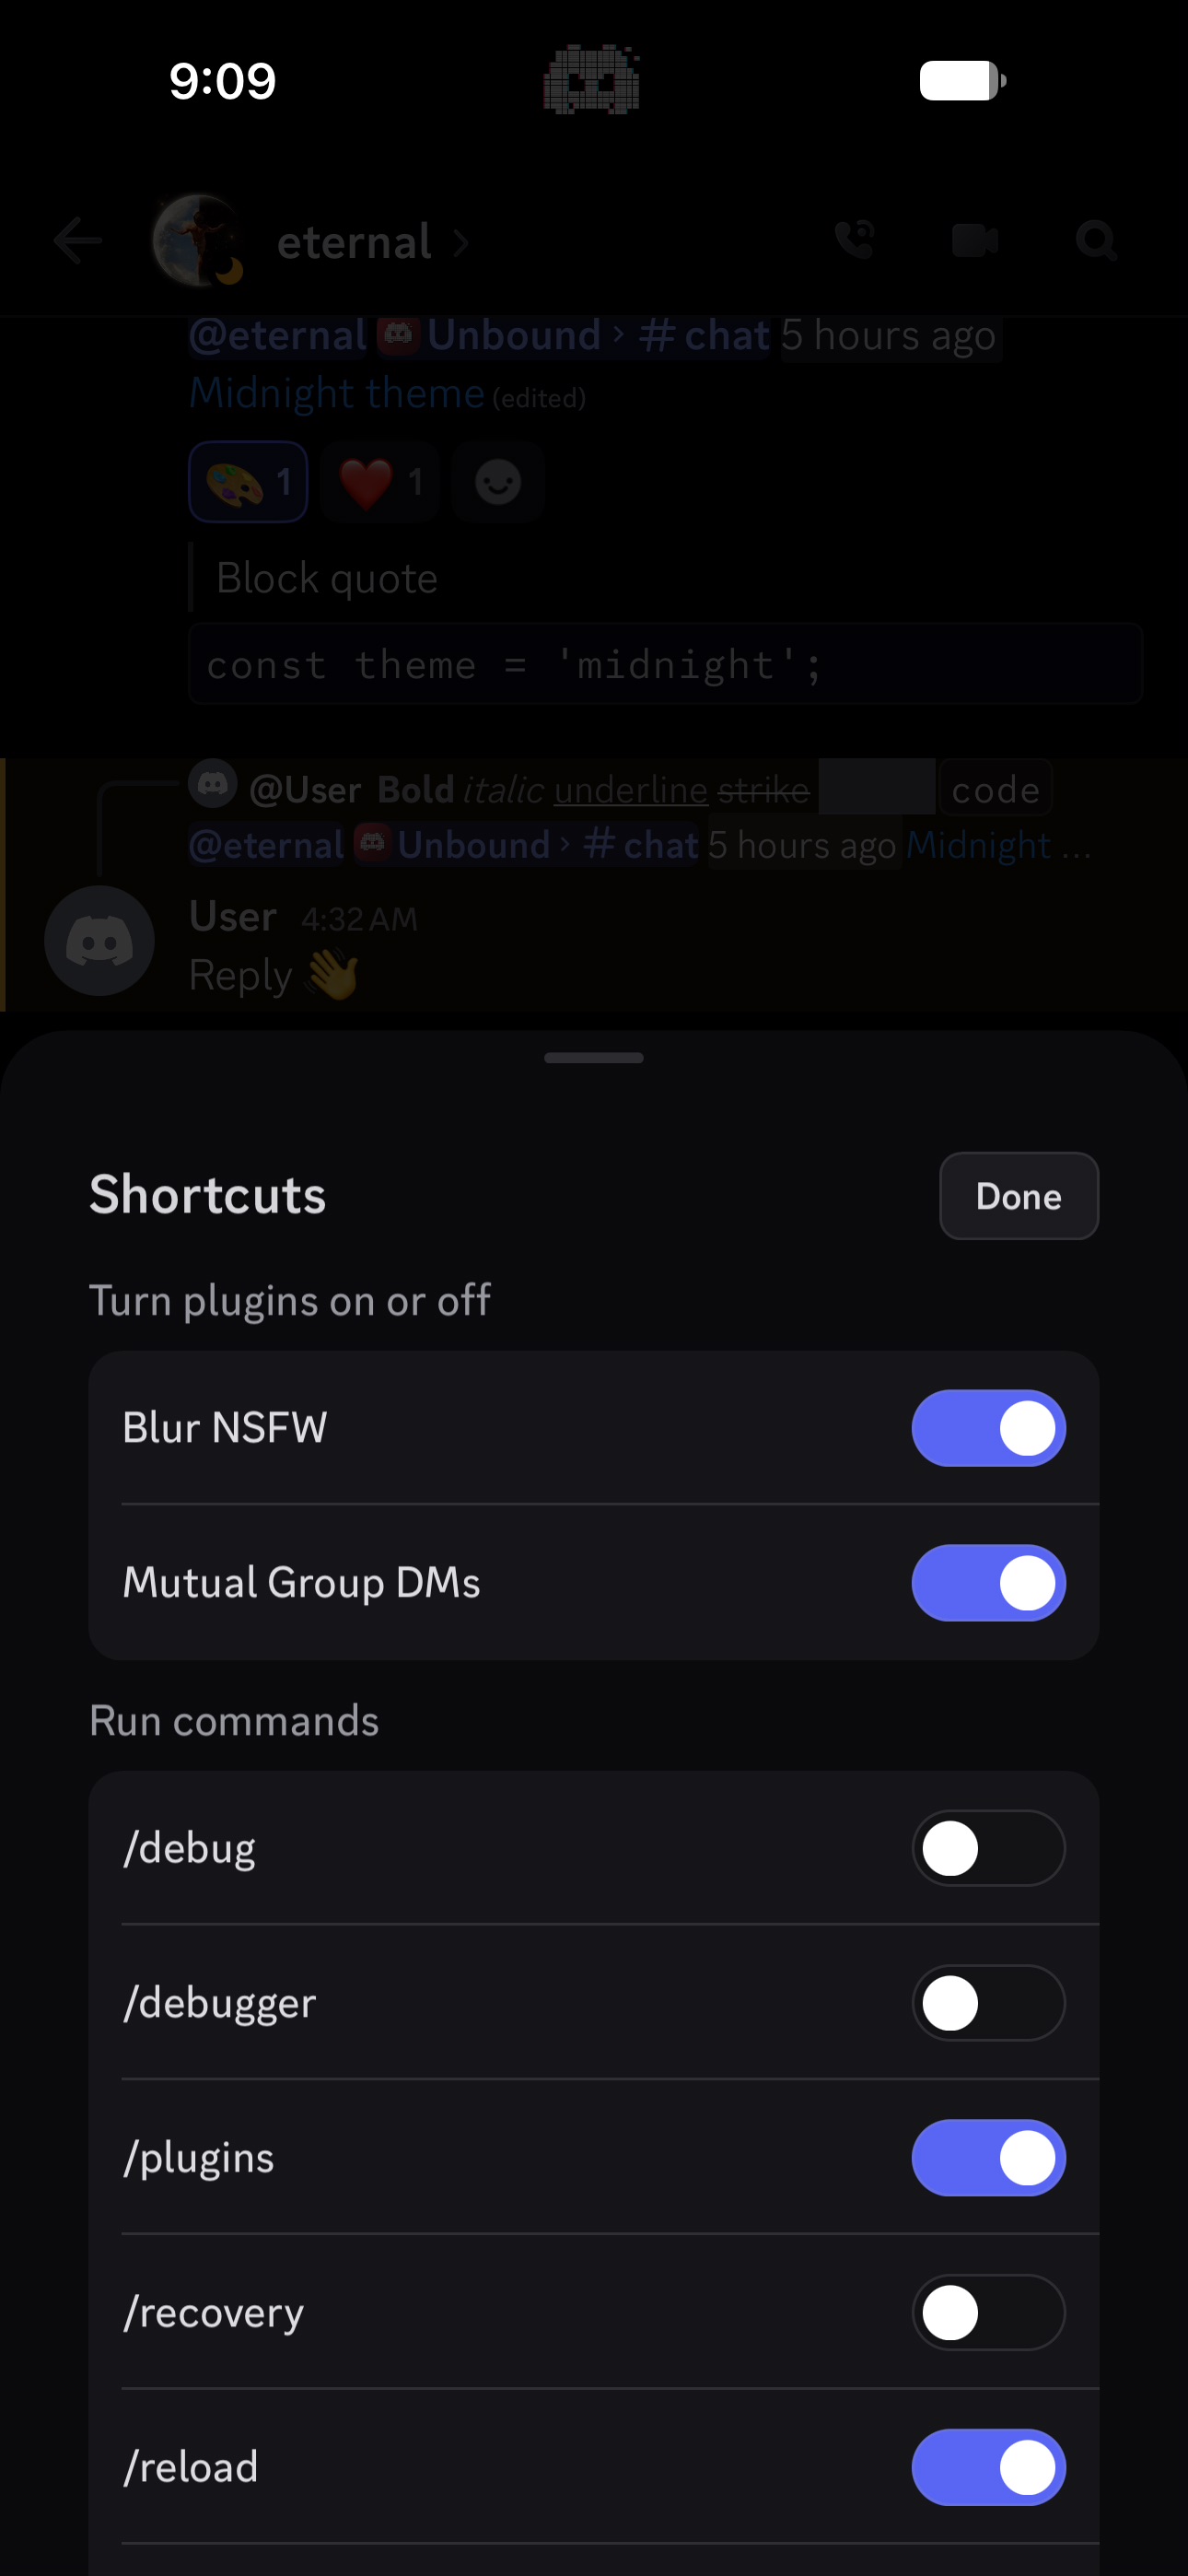 9:09
eternal
@eternal Unbound › # chat 5 hours ago
Midnight theme (edited)
1 1
Block quote
const theme = 'midnight';
@User Bold italic underline strike code
@eternal Unbound › # chat 5 hours ago Midnight ...
User 4:32 AM
Reply
Shortcuts
Done
Turn plugins on or off
Blur NSFW
Mutual Group DMs
Run commands
/debug
/debugger
/plugins
/recovery
/reload